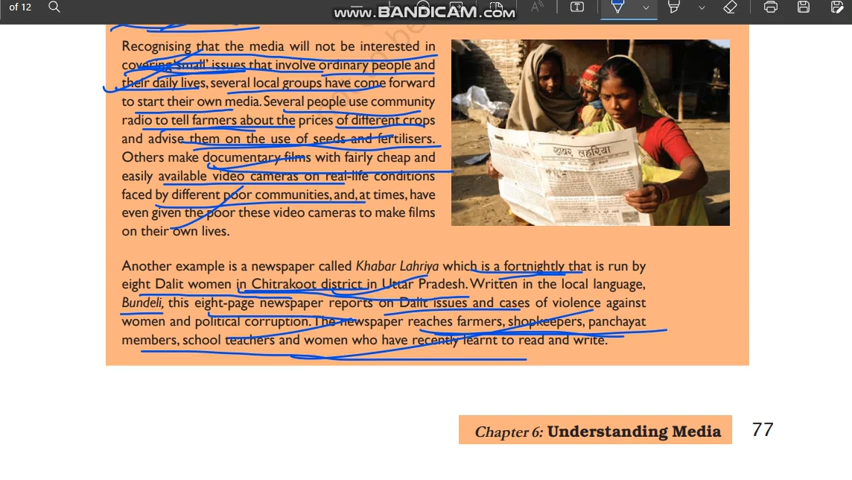 of 12
www.BANDICAM.com
Recognising that the media will not be interested in
covering 'small' issues that involve ordinary people and
their daily lives, several local groups have come forward
to start their own media. Several people use community
radio to tell farmers about the prices of different crops
and advise them on the use of seeds and fertilisers.
Others make documentary films with fairly cheap and
easily available video cameras on real-life conditions
faced by different poor communities, and, at times, have
even given the poor these video cameras to make films
on their own lives.
खबर लहरिया
Another example is a newspaper called Khabar Lahriya which is a fortnightly that is run by
eight Dalit women in Chitrakoot district in Uttar Pradesh. Written in the local language,
Bundeli, this eight-page newspaper reports on Dalit issues and cases of violence against
women and political corruption. The newspaper reaches farmers, shopkeepers, panchayat
members, school teachers and women who have recently learnt to read and write.
Chapter 6: Understanding Media 77